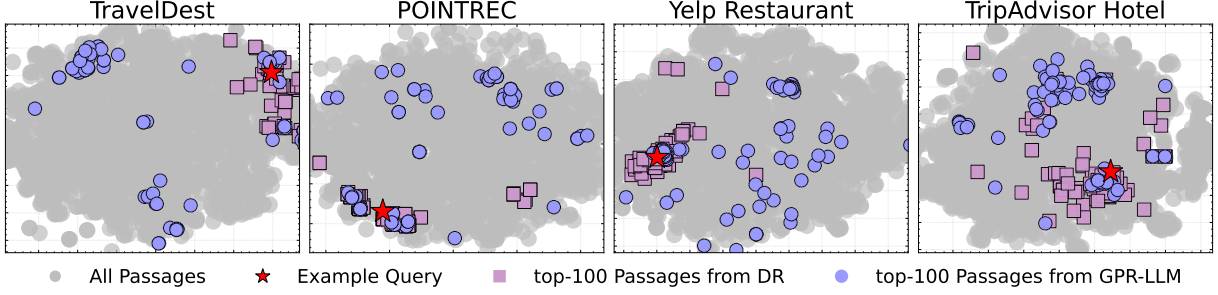 TravelDest
POINTREC
Yelp Restaurant
TripAdvisor Hotel
All Passages
Example Query
top-100 Passages from DR
top-100 Passages from GPR-LLM